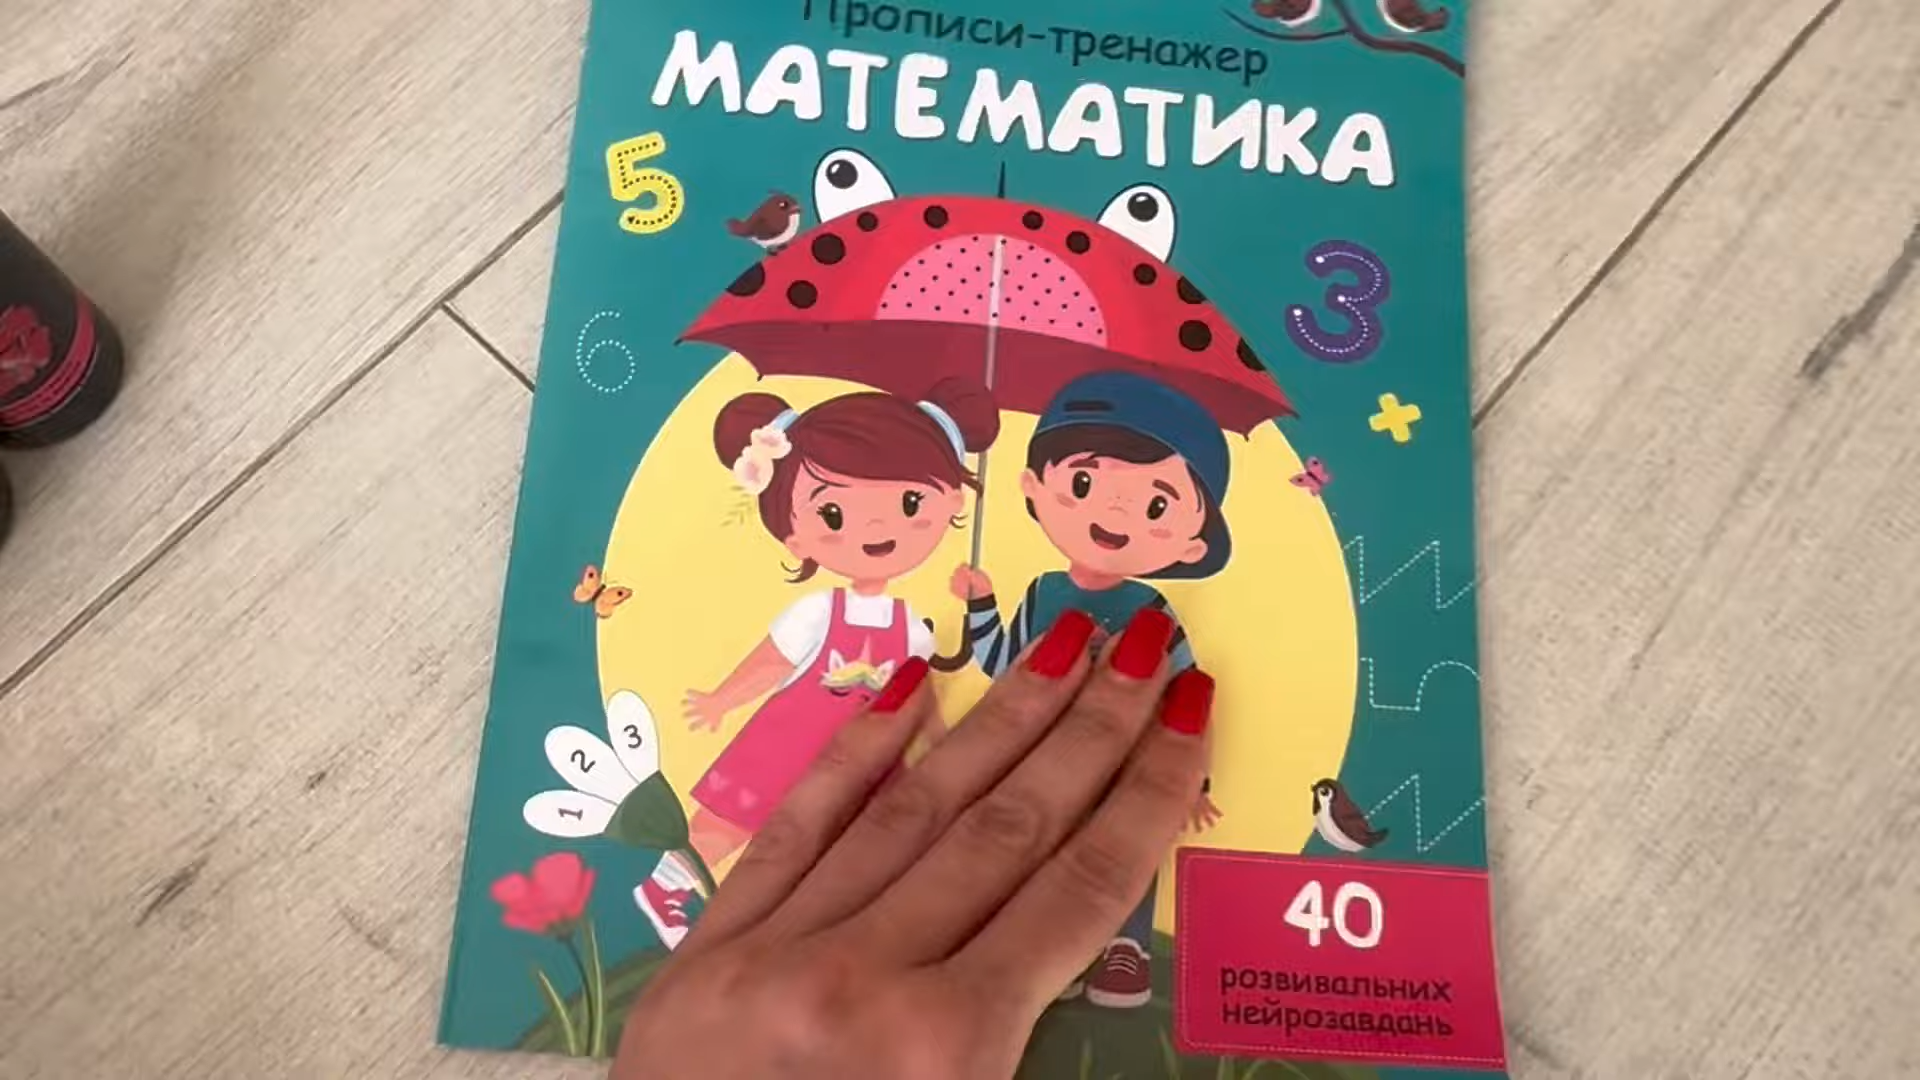 Прописи-тренажер
МАТЕМАТИКА
5
3
6
1 2 3
40
розвивальних
нейрозавдань